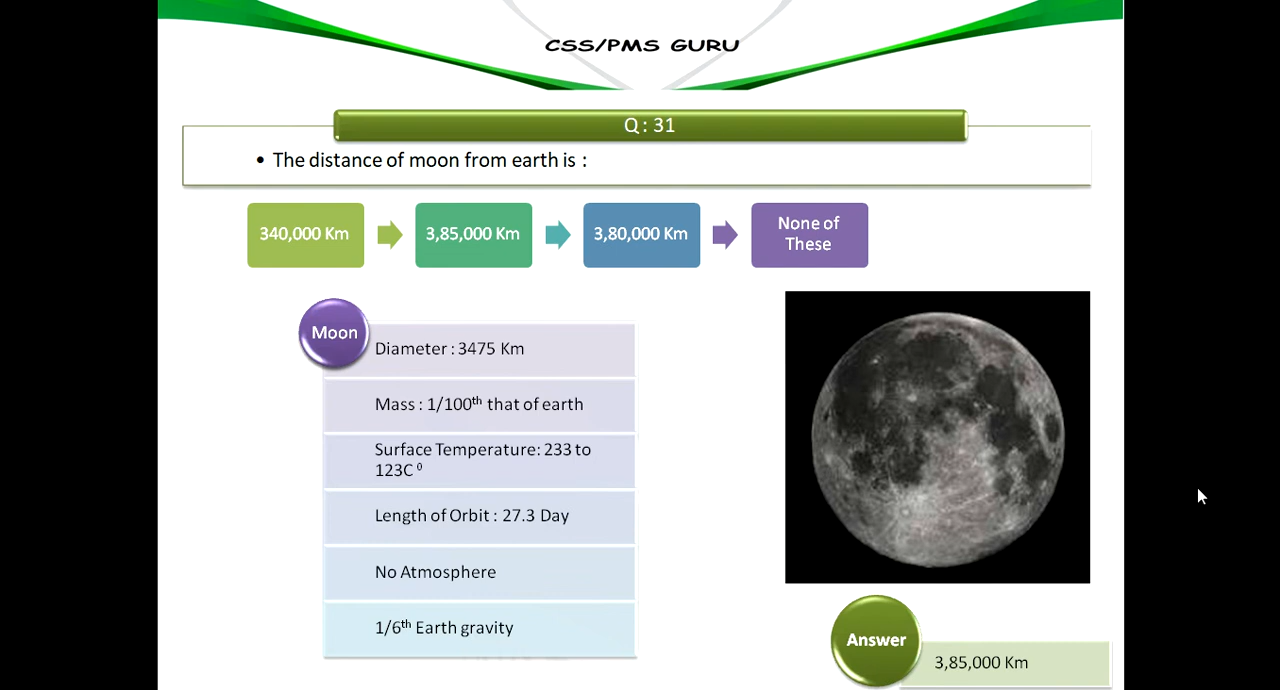 CSS/PMS GURU
Q : 31
• The distance of moon from earth is :
340,000 Km
3,85,000 Km
3,80,000 Km
None of
These
Moon
Diameter : 3475 Km
Mass : 1/100th that of earth
Surface Temperature: 233 to
123C 0
Length of Orbit : 27.3 Day
No Atmosphere
1/6th Earth gravity
Answer
3,85,000 Km